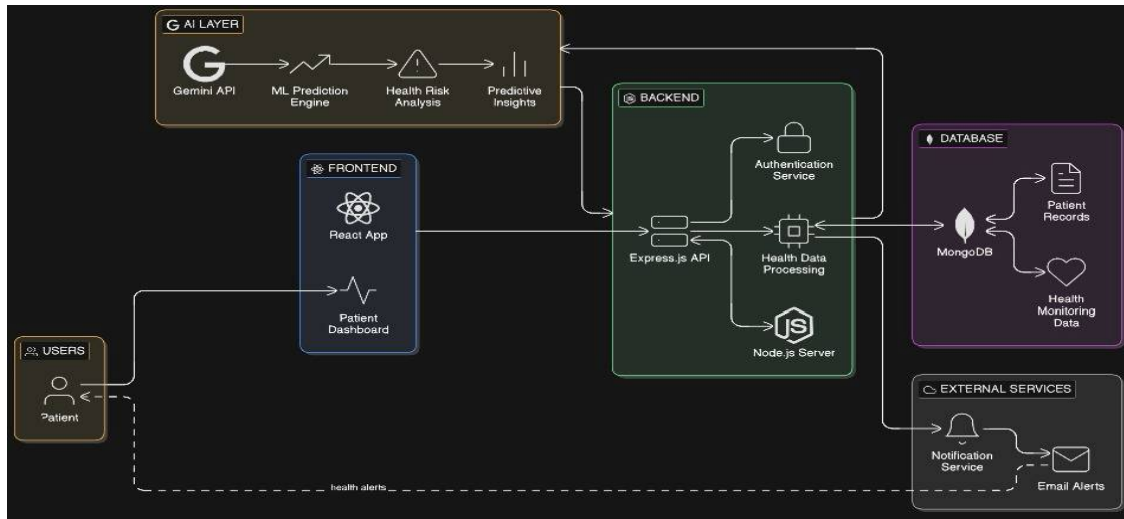 AI LAYER
Gemini API
ML Prediction
Engine
Health Risk
Analysis
Predictive
Insights
FRONTEND
React App
Patient
Dashboard
USERS
Patient
BACKEND
Authentication
Service
Express.js API
Health Data
Processing
JS
Node.js Server
DATABASE
MongoDB
Patient
Records
Health
Monitoring
Data
EXTERNAL SERVICES
Notification
Service
Email Alerts
health alerts